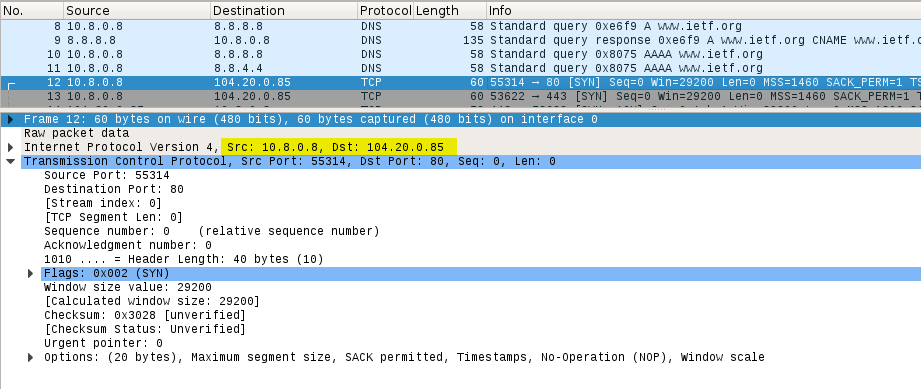 No. Source Destination Protocol Length Info
8 10.8.0.8 8.8.8.8 DNS 58 Standard query 0xe6f9 A www.ietf.org
9 8.8.8.8 10.8.0.8 DNS 135 Standard query response 0xe6f9 A www.ietf.org CNAME www.ietf.c
10 10.8.0.8 8.8.8.8 DNS 58 Standard query 0x8075 AAAA www.ietf.org
11 10.8.0.8 8.8.4.4 DNS 58 Standard query 0x8075 AAAA www.ietf.org
12 10.8.0.8 104.20.0.85 TCP 60 55314 → 80 [SYN] Seq=0 Win=29200 Len=0 MSS=1460 SACK_PERM=1 TS
13 10.8.0.8 104.20.0.85 TCP 60 53622 → 443 [SYN] Seq=0 Win=29200 Len=0 MSS=1460 SACK_PERM=1 T
Frame 12: 60 bytes on wire (480 bits), 60 bytes captured (480 bits) on interface 0
Raw packet data
Internet Protocol Version 4, Src: 10.8.0.8, Dst: 104.20.0.85
Transmission Control Protocol, Src Port: 55314, Dst Port: 80, Seq: 0, Len: 0
Source Port: 55314
Destination Port: 80
[Stream index: 0]
[TCP Segment Len: 0]
Sequence number: 0 (relative sequence number)
Acknowledgment number: 0
1010 .... = Header Length: 40 bytes (10)
Flags: 0x002 (SYN)
Window size value: 29200
[Calculated window size: 29200]
Checksum: 0x3028 [unverified]
[Checksum Status: Unverified]
Urgent pointer: 0
Options: (20 bytes), Maximum segment size, SACK permitted, Timestamps, No-Operation (NOP), Window scale